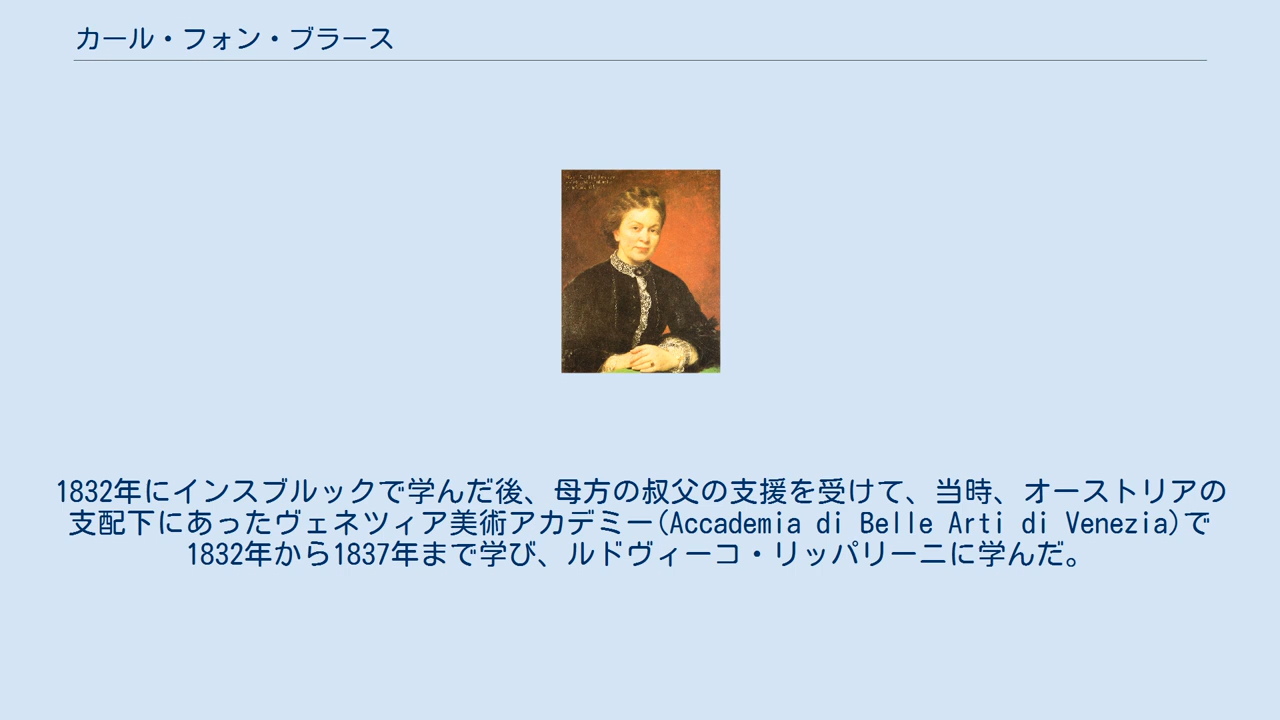 カール・フォン・ブラース
1832年にインスブルックで学んだ後、母方の叔父の支援を受けて、当時、オーストリアの
支配下にあったヴェネツィア美術アカデミー(Accademia di Belle Arti di Venezia)で
1832年から1837年まで学び、ルドヴィーコ・リッパリーニに学んだ。